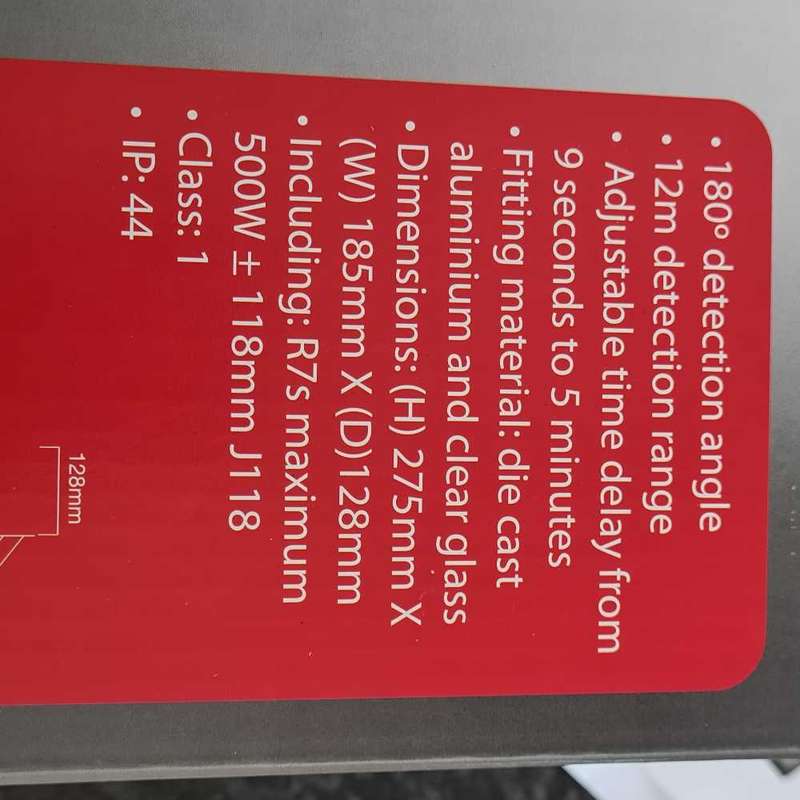 • 180º detection angle
• 12m detection range
• Adjustable time delay from
9 seconds to 5 minutes
• Fitting material: die cast
aluminium and clear glass
• Dimensions: (H) 275mm X
(W) 185mm X (D)128mm
• Including: R7s maximum
500W ± 118mm J118
• Class: 1
• IP: 44
128mm